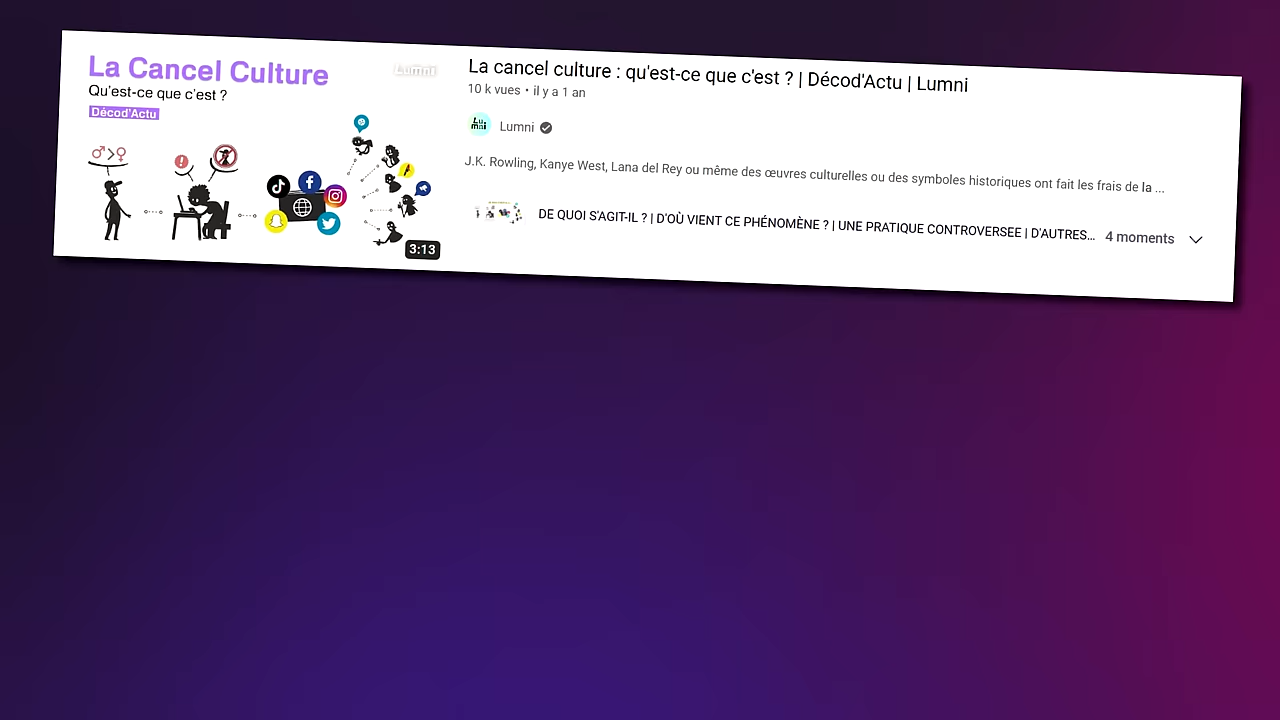 La Cancel Culture
Qu'est-ce que c'est ?
Décod'Actu
Lumni
3:13
La cancel culture : qu'est-ce que c'est ? | Décod'Actu | Lumni
10 k vues • il y a 1 an
Lumni
J.K. Rowling, Kanye West, Lana del Rey ou même des œuvres culturelles ou des symboles historiques ont fait les frais de la ...
DE QUOI S'AGIT-IL ? | D'OÙ VIENT CE PHÉNOMÈNE ? | UNE PRATIQUE CONTROVERSEE | D'AUTRES...
4 moments